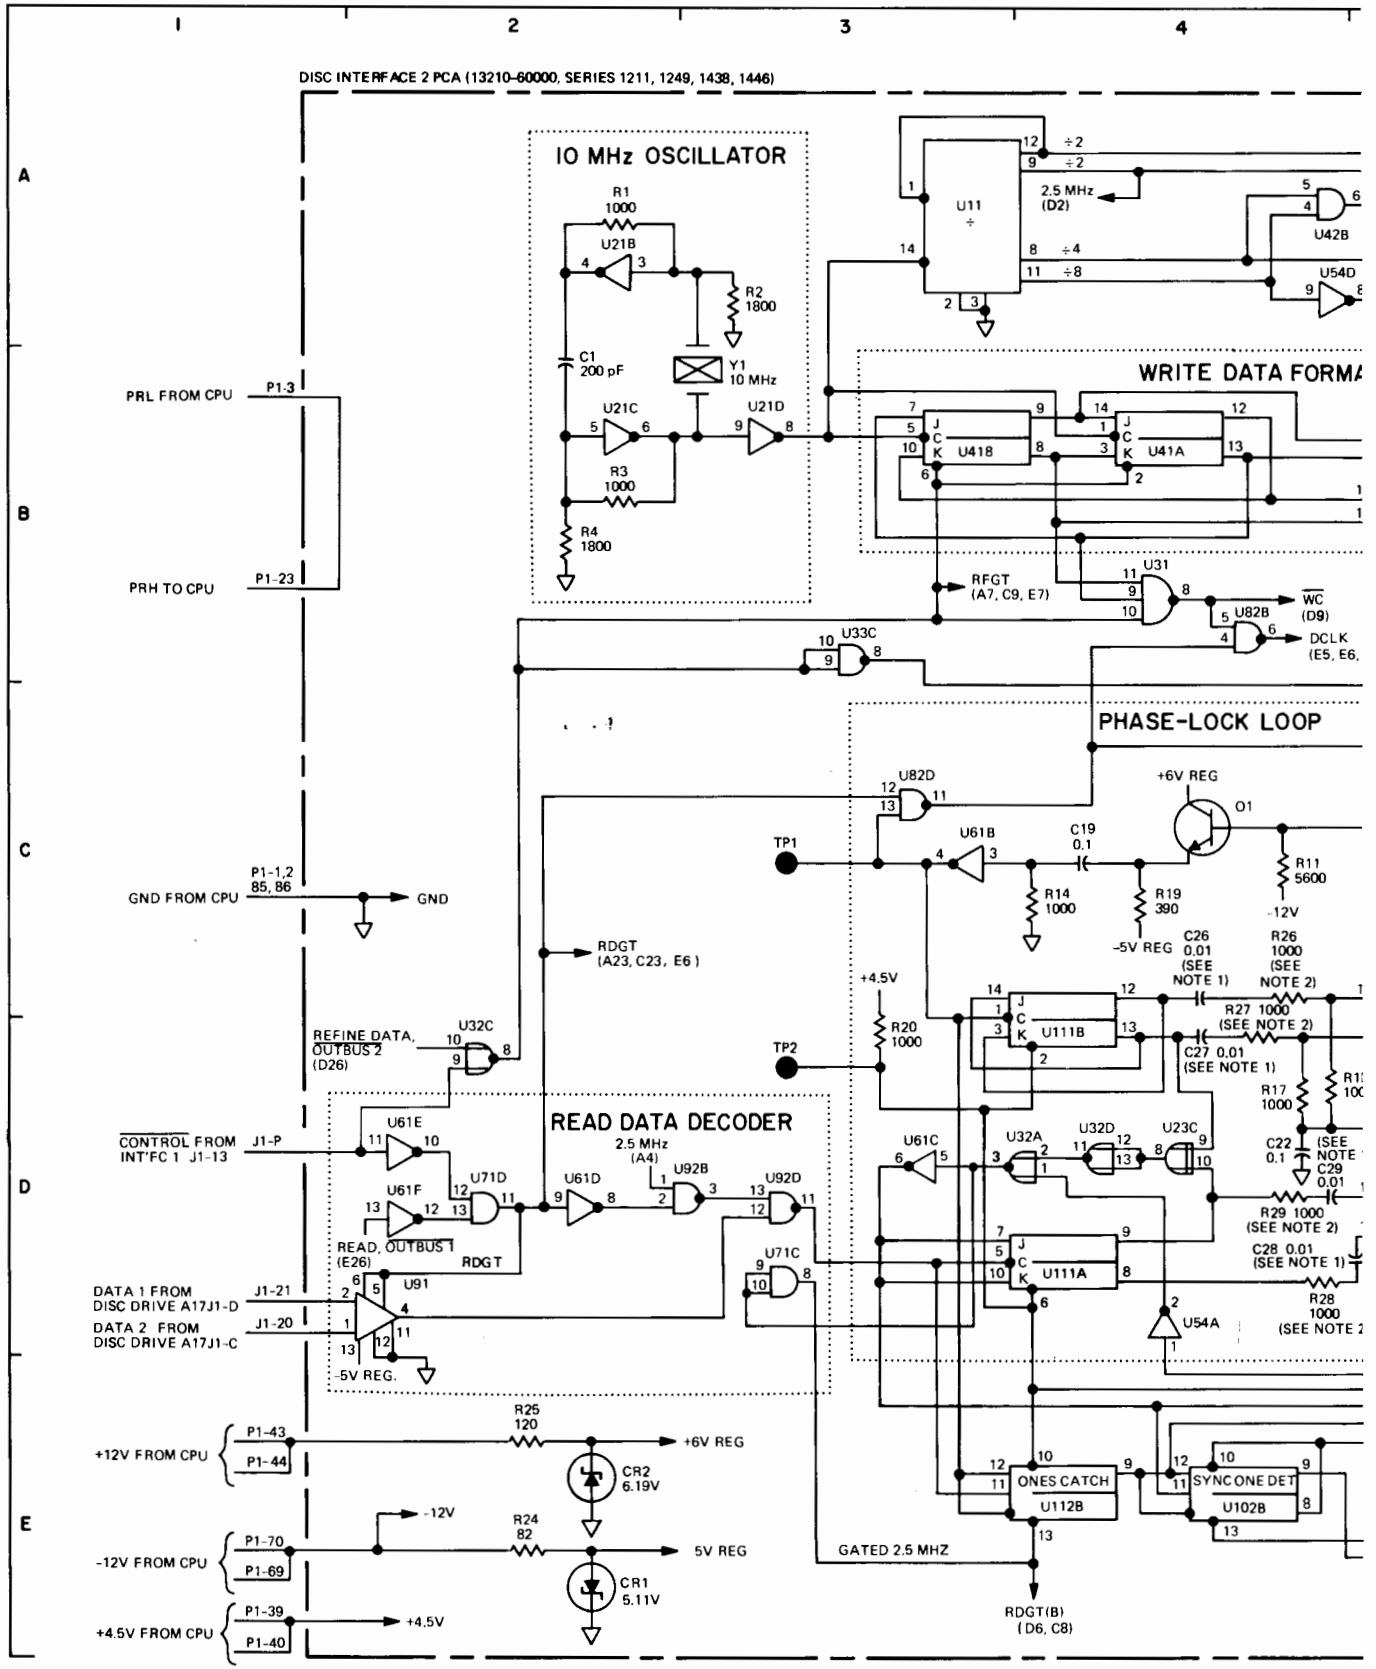 1 2 3 4
DISC INTERFACE 2 PCA (13210-60000, SERIES 1211, 1249, 1438, 1446)
A
10 MHz OSCILLATOR
R1
1000
U21B
4 3
R2
1800
C1
200 pF
Y1
10 MHz
U21C
5 6
U21D
9 8
R3
1000
R4
1800
12 ÷2
9 ÷2
1
2.5 MHz
(D2)
U11
÷
14
8 ÷4
11 ÷8
2 3
5
4
6
U42B
U54D
9 8
B
PRL FROM CPU P1-3
PRH TO CPU P1-23
WRITE DATA FORMA
7 J 9
5 C
10 K 8
U41B
6
14 J 12
1 C
3 K 13
U41A
2
1
1
RFGT
(A7, C9, E7)
U31
11
9
10
8
WC
(D9)
U82B
5
4
6
DCLK
(E5, E6,
U33C
10
9
8
C
PHASE-LOCK LOOP
U82D
12
13
11
+6V REG
Q1
TP1
U61B
4 3
C19
0.1
R11
5600
-12V
R14
1000
R19
390
-5V REG
GND FROM CPU P1-1,2
85, 86
GND
RDGT
(A23, C23, E6)
+4.5V
R20
1000
TP2
C26
0.01
(SEE
NOTE 1)
R26
1000
(SEE
NOTE 2)
14 J 12
1 C
3 K 13
U111B
2
1
R27 1000
(SEE NOTE 2)
C27 0.01
(SEE NOTE 1)
R17
1000
C22
0.1
(SEE
NOTE
C29
0.01
REFINE DATA,
OUTBUS 2
(D26)
U32C
10
9
8
D
READ DATA DECODER
CONTROL FROM
INT'FC 1 J1-13
J1-P
U61E
11 10
U61F
13 12
READ, OUTBUS 1
(E26)
U71D
12
13
11
U61D
9 8
2.5 MHz
(A4)
U92B
1
2
3
U92D
13
12
11
U71C
9
10
8
RDGT
U91
6 5
2
1
4
11
12
13
-5V REG.
DATA 1 FROM
DISC DRIVE A17J1-D
J1-21
DATA 2 FROM
DISC DRIVE A17J1-C
J1-20
U61C
6 5
U32A
3 2
1
U32D
11 12
13
U23C
8 9
10
R29 1000
(SEE NOTE 2)
C28 0.01
(SEE NOTE 1)
R28
1000
(SEE NOTE 2
7 J 9
5 C
10 K 8
U111A
6
2
U54A
1
E
+12V FROM CPU
P1-43
P1-44
R25
120
+6V REG
CR2
6.19V
-12V
-12V FROM CPU
P1-70
P1-69
R24
82
5V REG
CR1
5.11V
+4.5V FROM CPU
P1-39
P1-40
+4.5V
GATED 2.5 MHZ
10
12
11
9
ONES CATCH
U112B
13
10
12
11
9
8
SYNC ONE DET
U102B
13
RDGT(B)
(D6, C8)